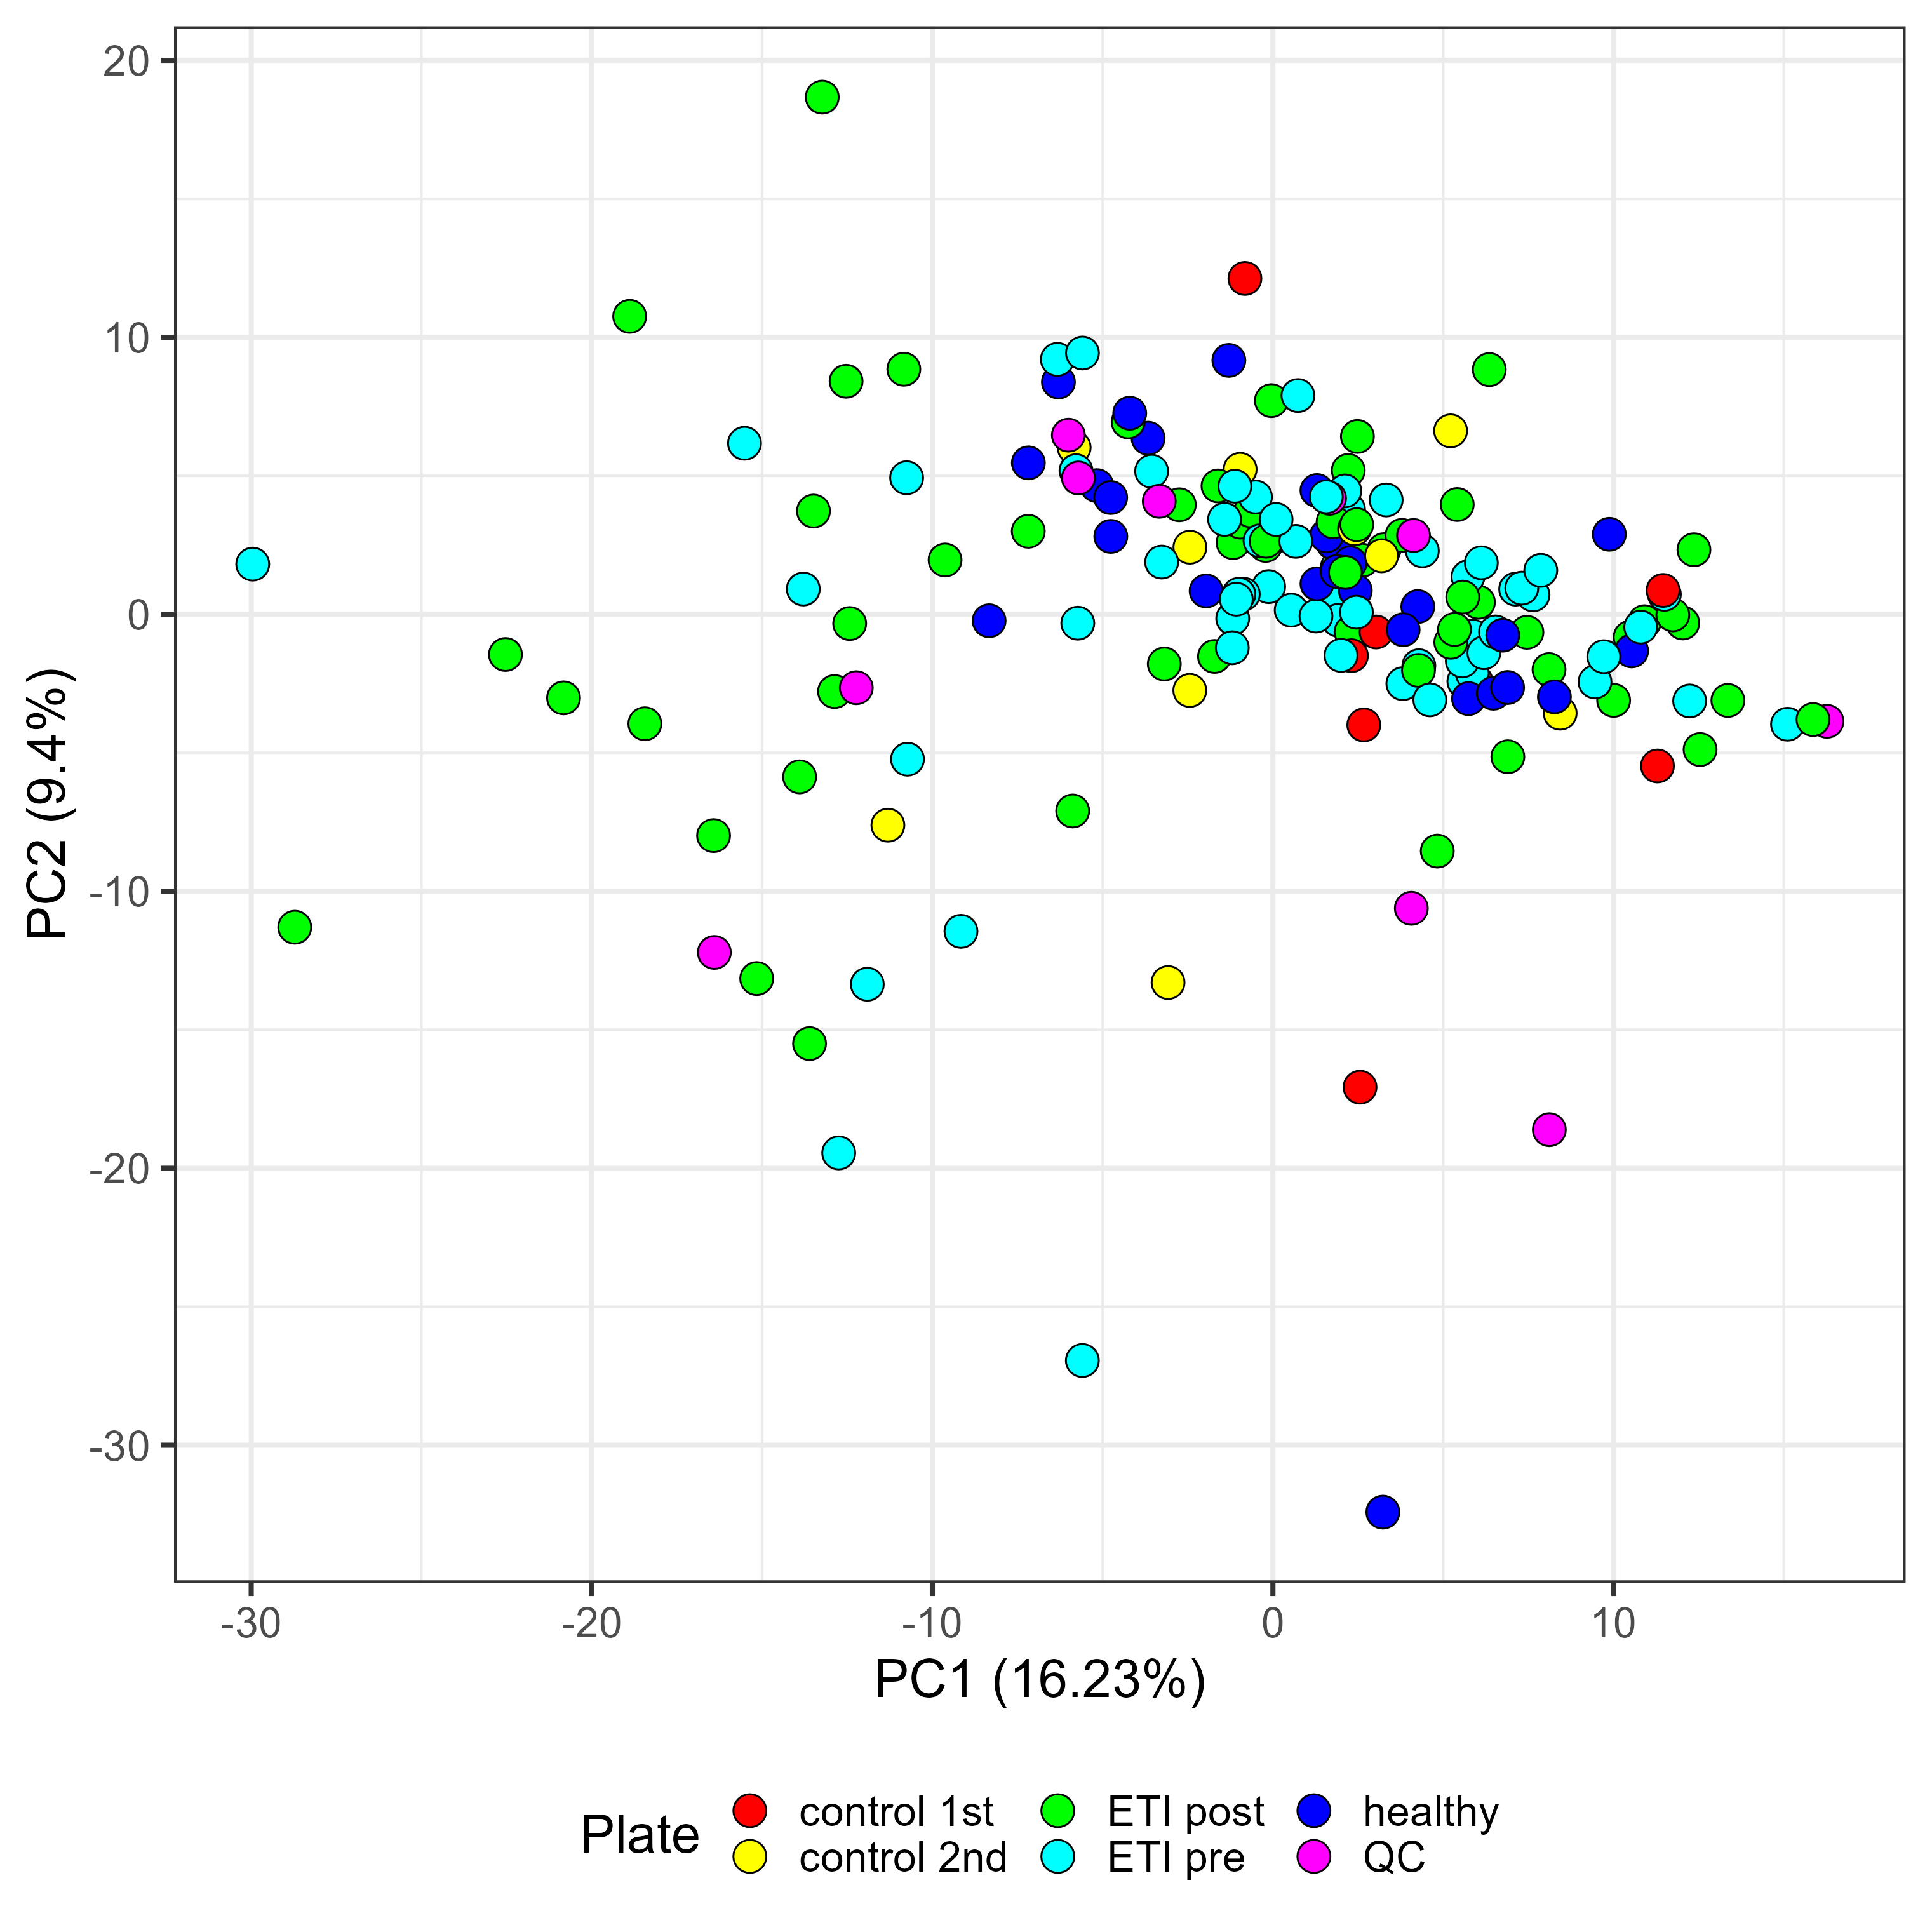 20
10
0
-10
-20
-30
PC2 (9.4%)
-30 -20 -10 0 10
PC1 (16.23%)
Plate
control 1st ETI post healthy
control 2nd ETI pre QC